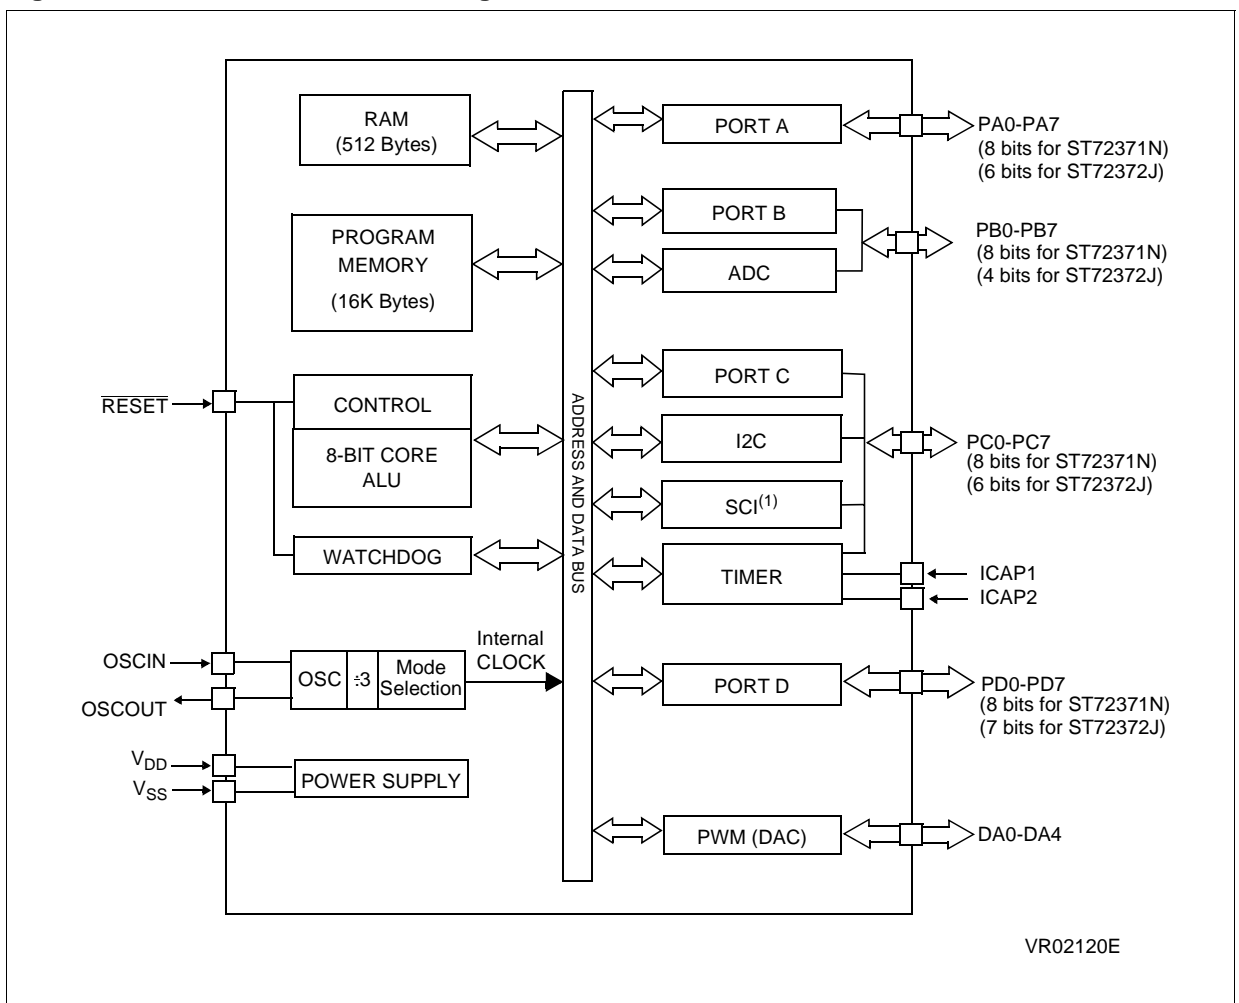 RAM
(512 Bytes)
PROGRAM
MEMORY
(16K Bytes)
RESET
CONTROL
8-BIT CORE
ALU
WATCHDOG
OSCIN
OSCOUT
OSC
÷3
Mode
Selection
Internal
CLOCK
VDD
VSS
POWER SUPPLY
ADDRESS AND DATA BUS
PORT A
PA0-PA7
(8 bits for ST72371N)
(6 bits for ST72372J)
PORT B
ADC
PB0-PB7
(8 bits for ST72371N)
(4 bits for ST72372J)
PORT C
I2C
SCI(1)
TIMER
PC0-PC7
(8 bits for ST72371N)
(6 bits for ST72372J)
ICAP1
ICAP2
PORT D
PD0-PD7
(8 bits for ST72371N)
(7 bits for ST72372J)
PWM (DAC)
DA0-DA4
VR02120E